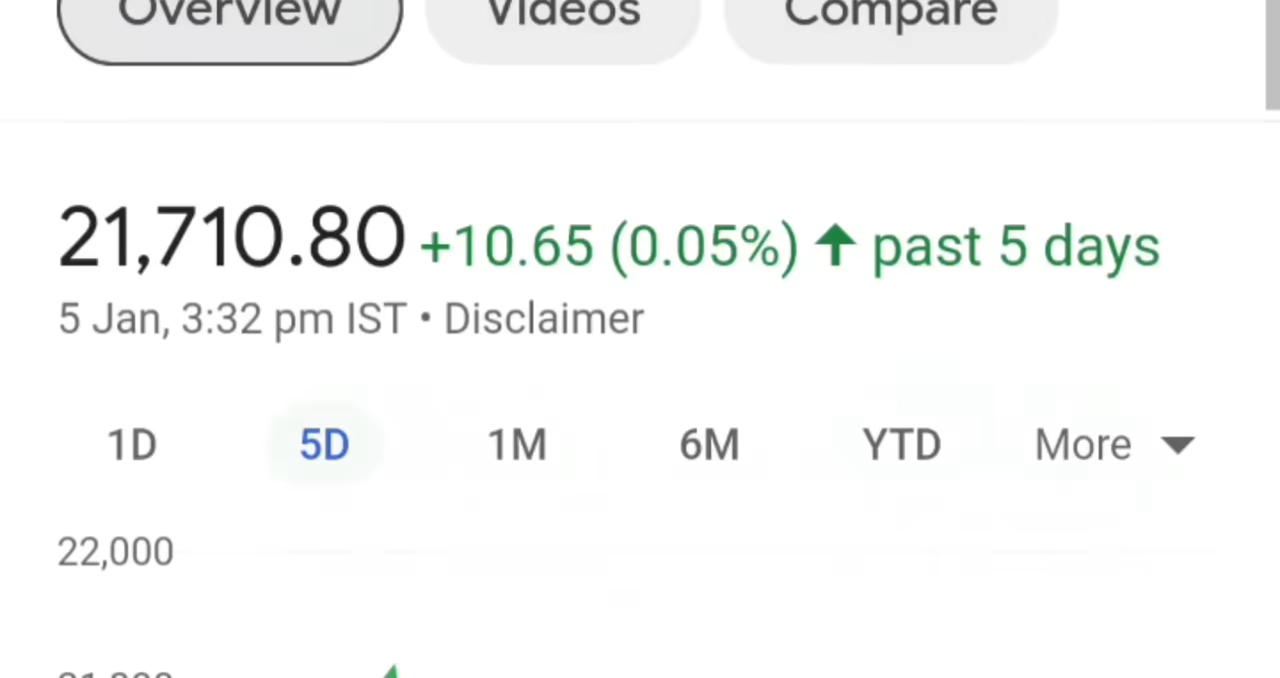 Overview Videos Compare
21,710.80 +10.65 (0.05%) ↑ past 5 days
5 Jan, 3:32 pm IST • Disclaimer
1D 5D 1M 6M YTD More
22,000